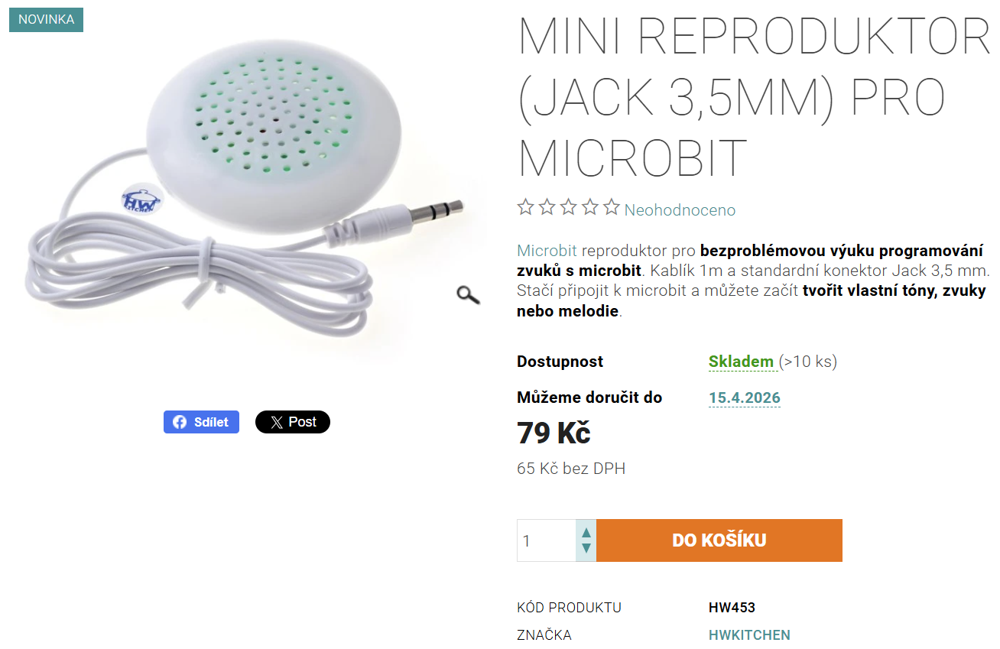 NOVINKA
MINI REPRODUKTOR
(JACK 3,5MM) PRO
MICROBIT
Neohodnoceno
HW
KITCHEN
Microbit reproduktor pro bezproblémovou výuku programování
zvuků s microbit. Kablík 1m a standardní konektor Jack 3,5 mm.
Stačí připojit k microbit a můžete začít tvořit vlastní tóny, zvuky
nebo melodie.
Dostupnost Skladem (>10 ks)
Můžeme doručit do 15.4.2026
Sdílet Post
79 Kč
65 Kč bez DPH
1 DO KOŠÍKU
KÓD PRODUKTU HW453
ZNAČKA HWKITCHEN